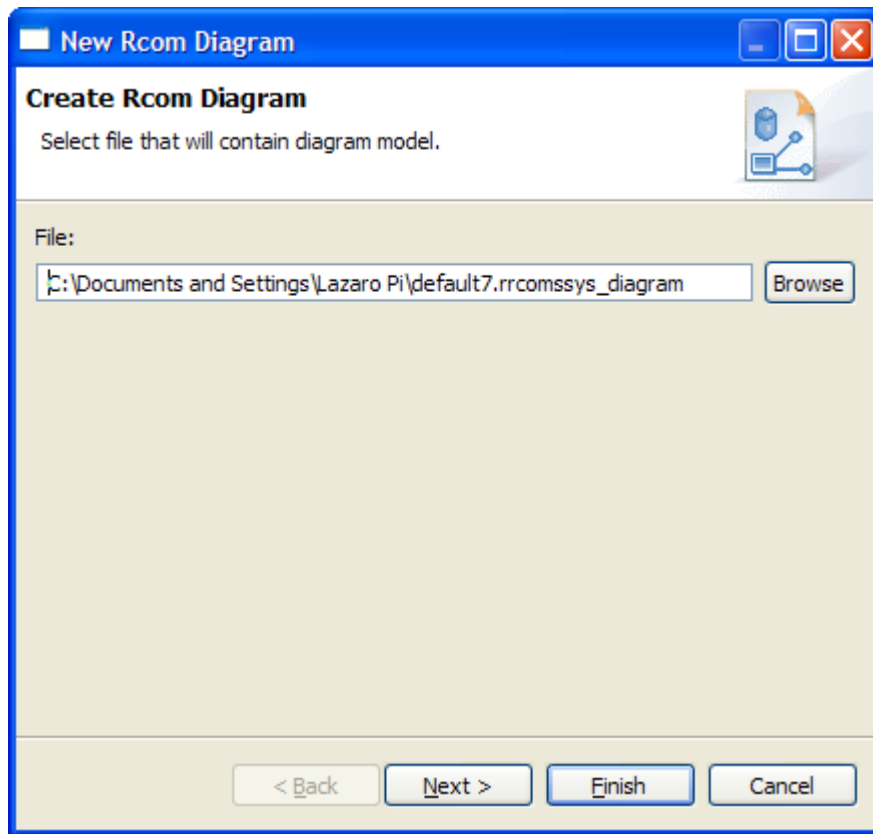 New Rcom Diagram
Create Rcom Diagram
Select file that will contain diagram model.
File:
C:\Documents and Settings\Lazaro Pi\default7.rrcomssys_diagram Browse
< Back Next > Finish Cancel